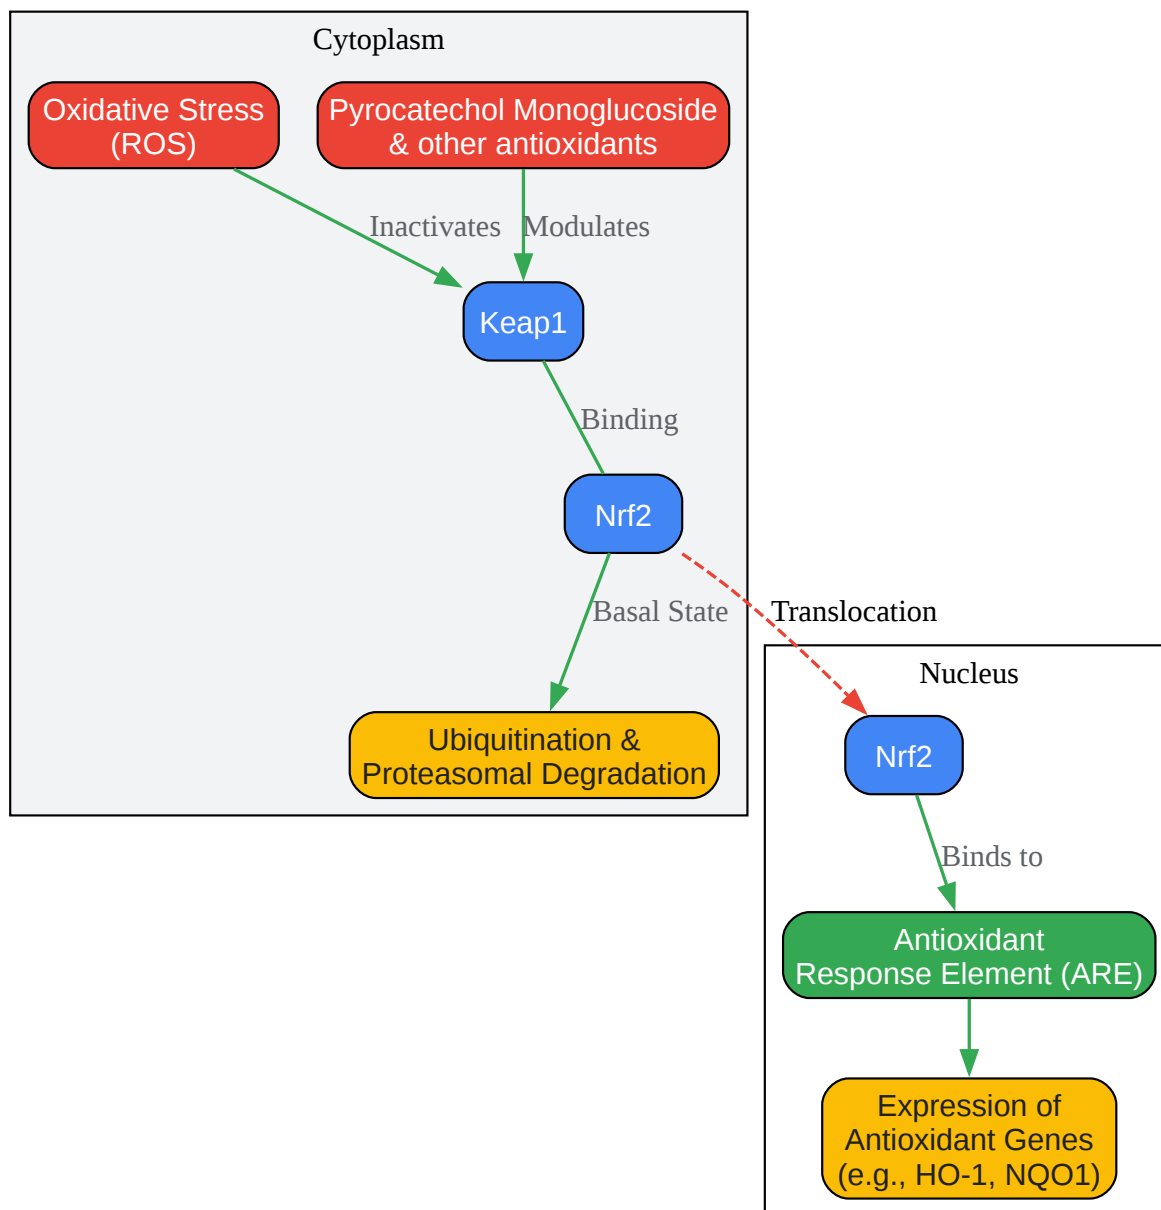 Cytoplasm
Oxidative Stress
(ROS)
Pyrocatechol Monoglucoside
& other antioxidants
Inactivates
Modulates
Keap1
Binding
Nrf2
Basal State
Translocation
Ubiquitination &
Proteasomal Degradation
Nucleus
Nrf2
Binds to
Antioxidant
Response Element (ARE)
Expression of
Antioxidant Genes
(e.g., HO-1, NQO1)